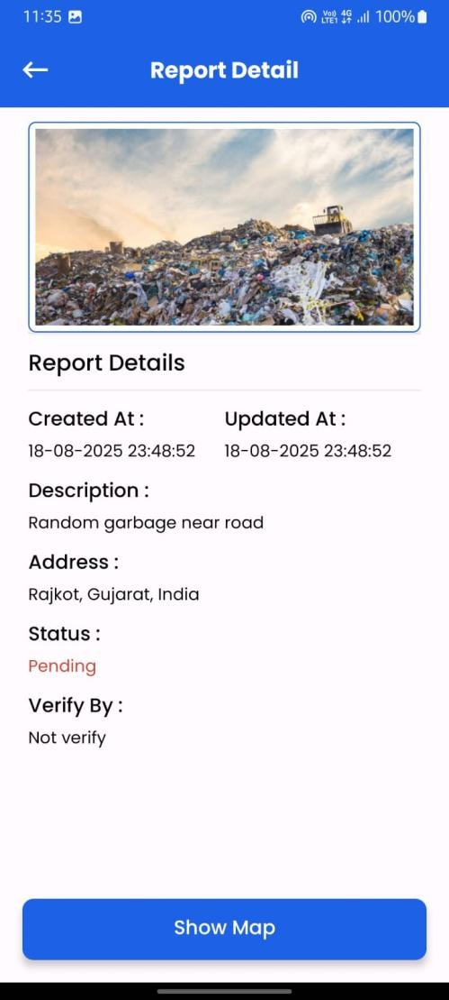 11:35 Vo) 4G LTE1 100%
Report Detail
Report Details
Created At : Updated At :
18-08-2025 23:48:52 18-08-2025 23:48:52
Description :
Random garbage near road
Address :
Rajkot, Gujarat, India
Status :
Pending
Verify By :
Not verify
Show Map